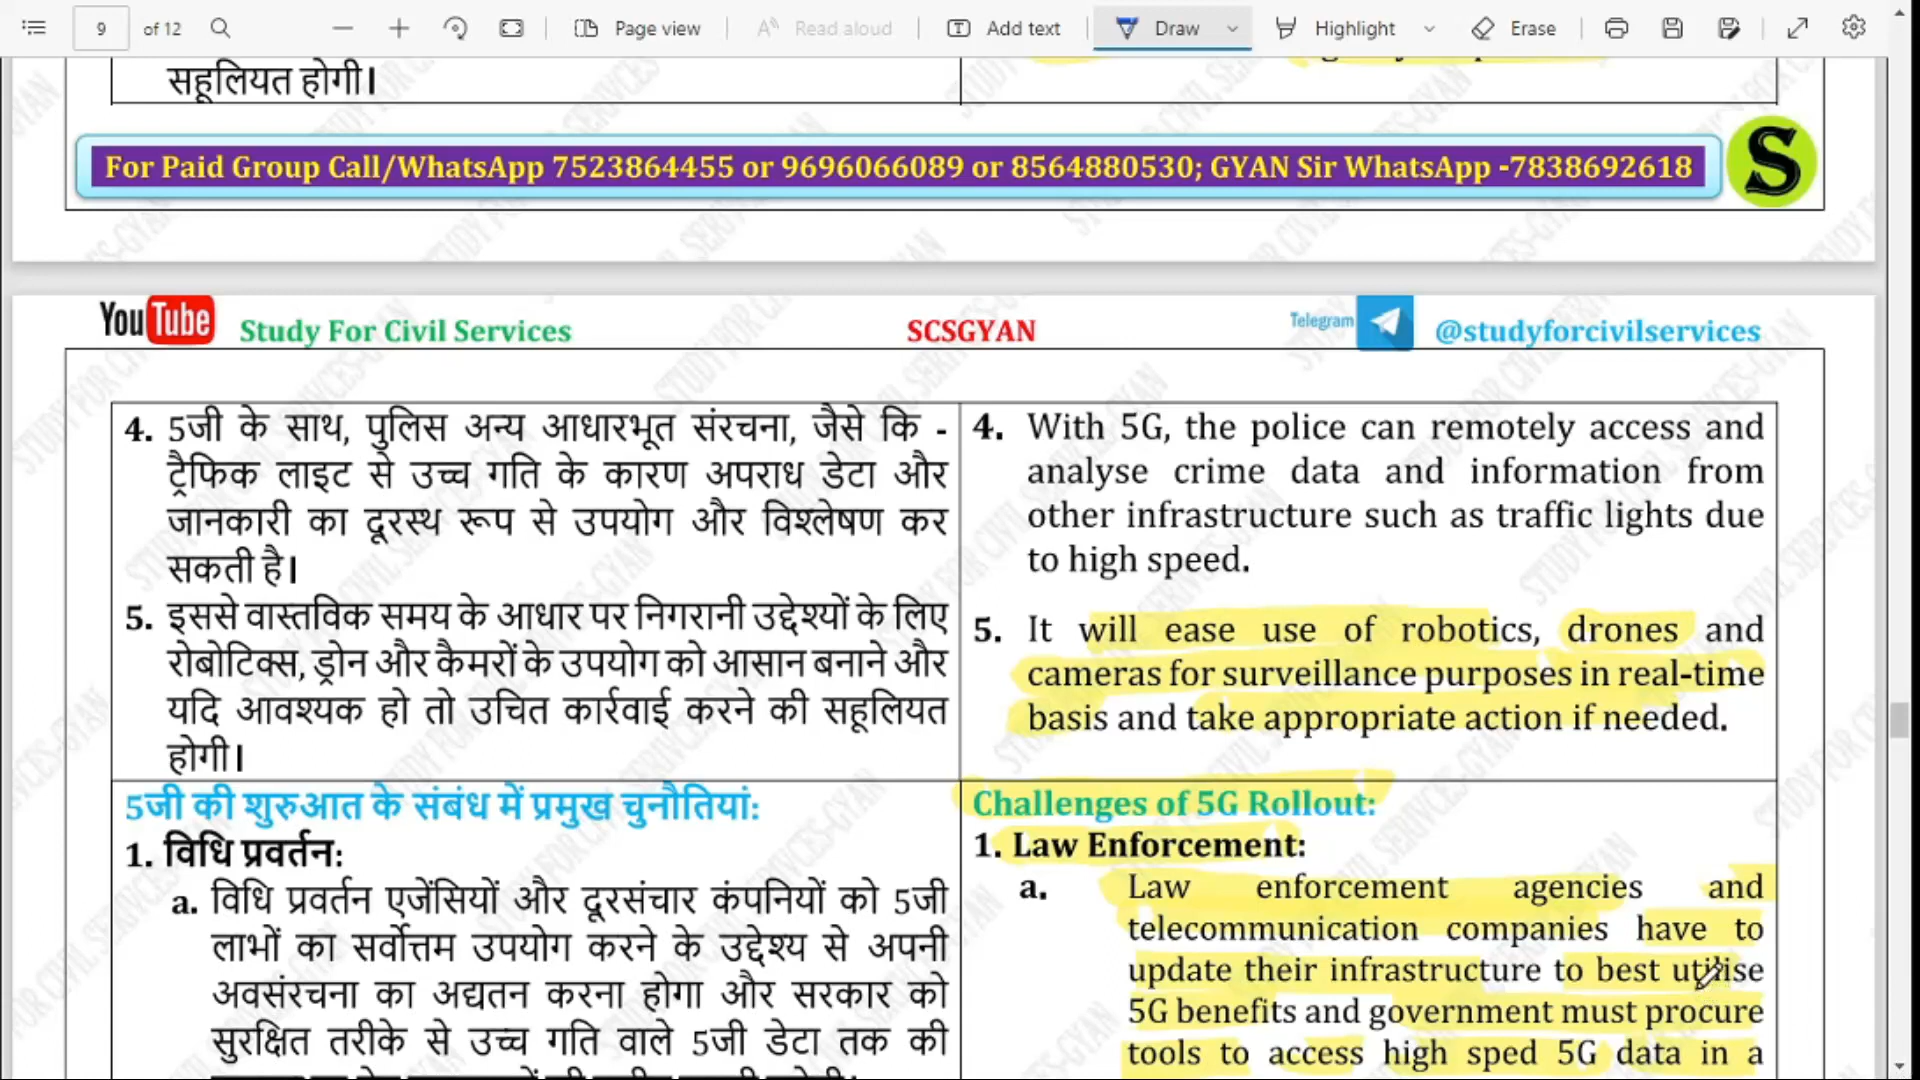 9 of 12 Page view Read aloud Add text Draw Highlight Erase
सहूलियत होगी।
For Paid Group Call/WhatsApp 7523864455 or 9696066089 or 8564880530; GYAN Sir WhatsApp -7838692618
S
YouTube Study For Civil Services SCSGYAN Telegram @studyforcivilservices
4. 5जी के साथ, पुलिस अन्य आधारभूत संरचना, जैसे कि -
ट्रैफिक लाइट से उच्च गति के कारण अपराध डेटा और
जानकारी का दूरस्थ रूप से उपयोग और विश्लेषण कर
सकती है।
5. इससे वास्तविक समय के आधार पर निगरानी उद्देश्यों के लिए
रोबोटिक्स, ड्रोन और कैमरों के उपयोग को आसान बनाने और
यदि आवश्यक हो तो उचित कार्रवाई करने की सहूलियत
होगी।
4. With 5G, the police can remotely access and
analyse crime data and information from
other infrastructure such as traffic lights due
to high speed.
5. It will ease use of robotics, drones and
cameras for surveillance purposes in real-time
basis and take appropriate action if needed.
5जी की शुरुआत के संबंध में प्रमुख चुनौतियां:
1. विधि प्रवर्तन:
a. विधि प्रवर्तन एजेंसियों और दूरसंचार कंपनियों को 5जी
लाभों का सर्वोत्तम उपयोग करने के उद्देश्य से अपनी
अवसंरचना का अद्यतन करना होगा और सरकार को
सुरक्षित तरीके से उच्च गति वाले 5जी डेटा तक की
Challenges of 5G Rollout:
1. Law Enforcement:
a. Law enforcement agencies and
telecommunication companies have to
update their infrastructure to best utilise
5G benefits and government must procure
tools to access high sped 5G data in a